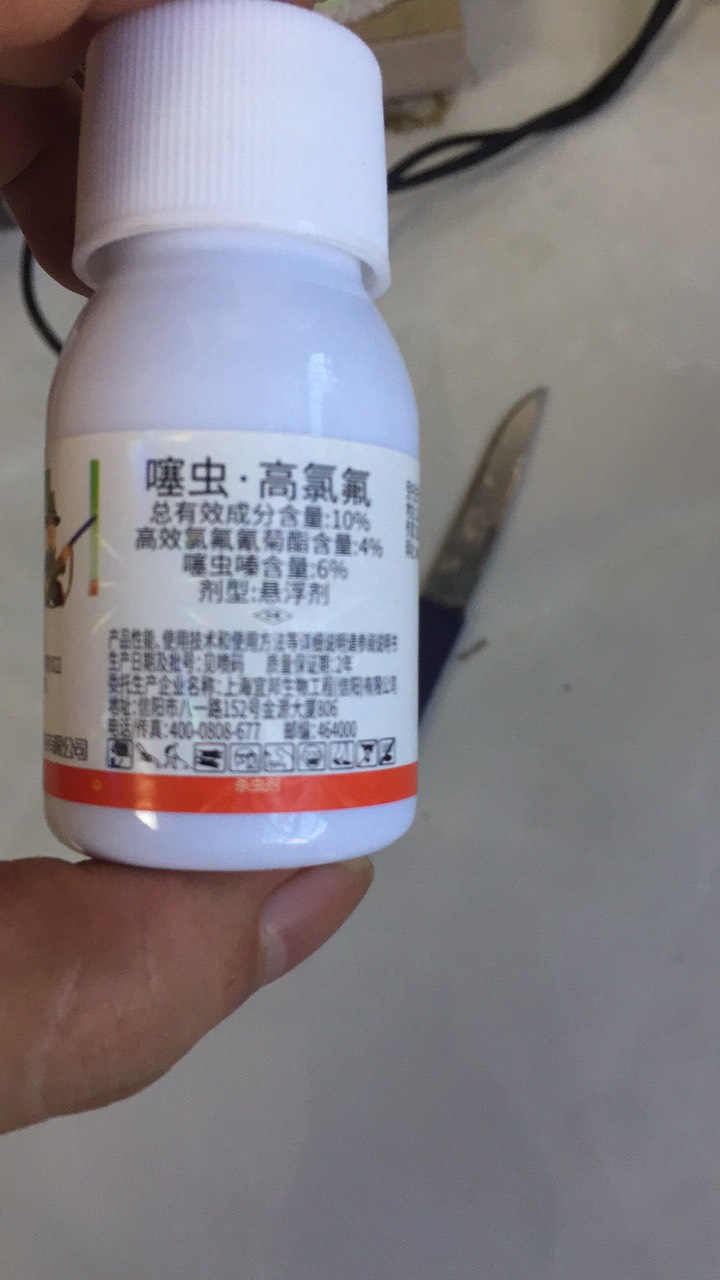 噻虫·高氯氟
总有效成分含量:10%
高效氯氟氰菊酯含量:4%
噻虫嗪含量:6%
剂型:悬浮剂
产品性能、使用技术和使用方法等详细说明请参阅说明书
生产日期及批号:见喷码 质量保证期:2年
委托生产企业名称:上海宜邦生物工程(信阳)有限公司
地址:信阳市八一路152号金源大厦806
电话/传真:400-0808-677 邮编:464000
限公司
杀虫剂